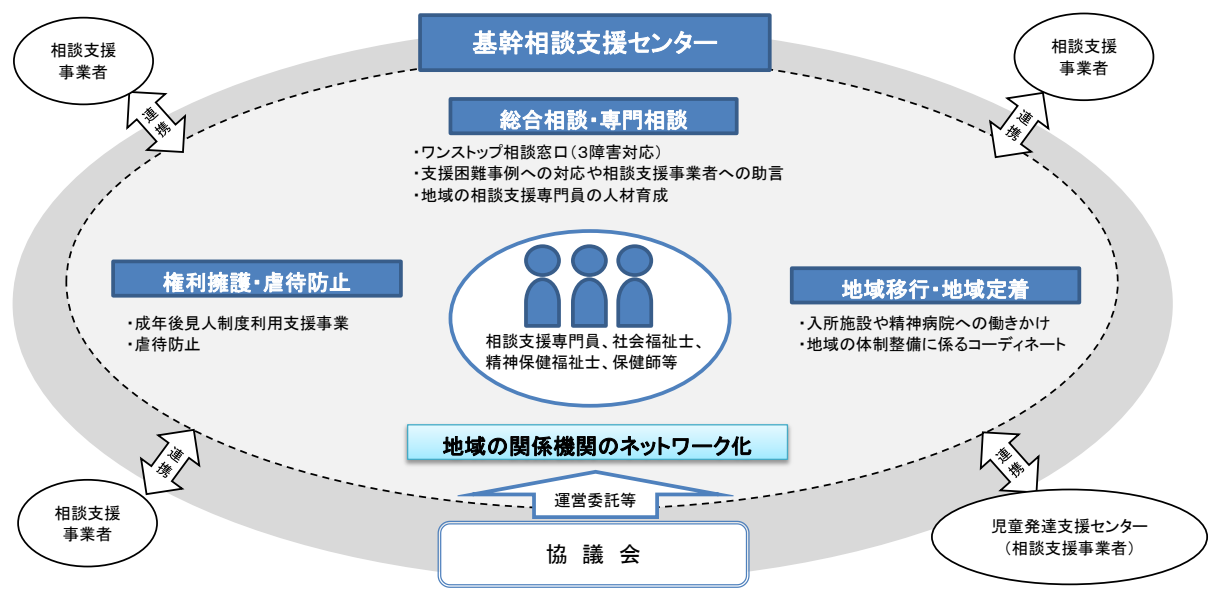 基幹相談支援センター
相談支援
事業者
連携
相談支援
事業者
連携
総合相談・専門相談
・ワンストップ相談窓口（３障害対応）
・支援困難事例への対応や相談支援事業者への助言
・地域の相談支援専門員の人材育成
権利擁護・虐待防止
・成年後見人制度利用支援事業
・虐待防止
相談支援専門員、社会福祉士、
精神保健福祉士、保健師等
地域移行・地域定着
・入所施設や精神病院への働きかけ
・地域の体制整備に係るコーディネート
地域の関係機関のネットワーク化
運営委託等
協　議　会
連携
相談支援
事業者
連携
児童発達支援センター
（相談支援事業者）